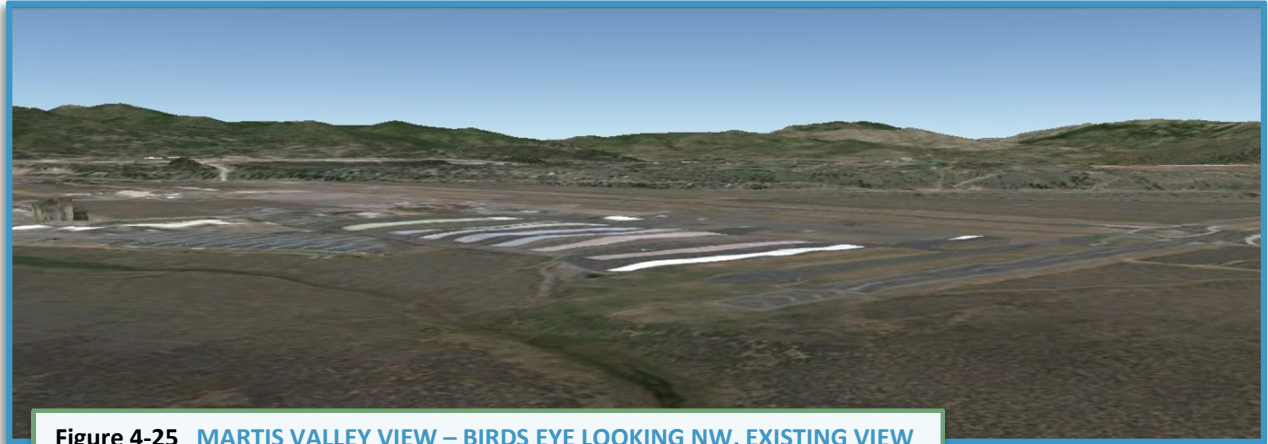 Figure 4-25 MARTIS VALLEY VIEW – BIRDS EYE LOOKING NW, EXISTING VIEW